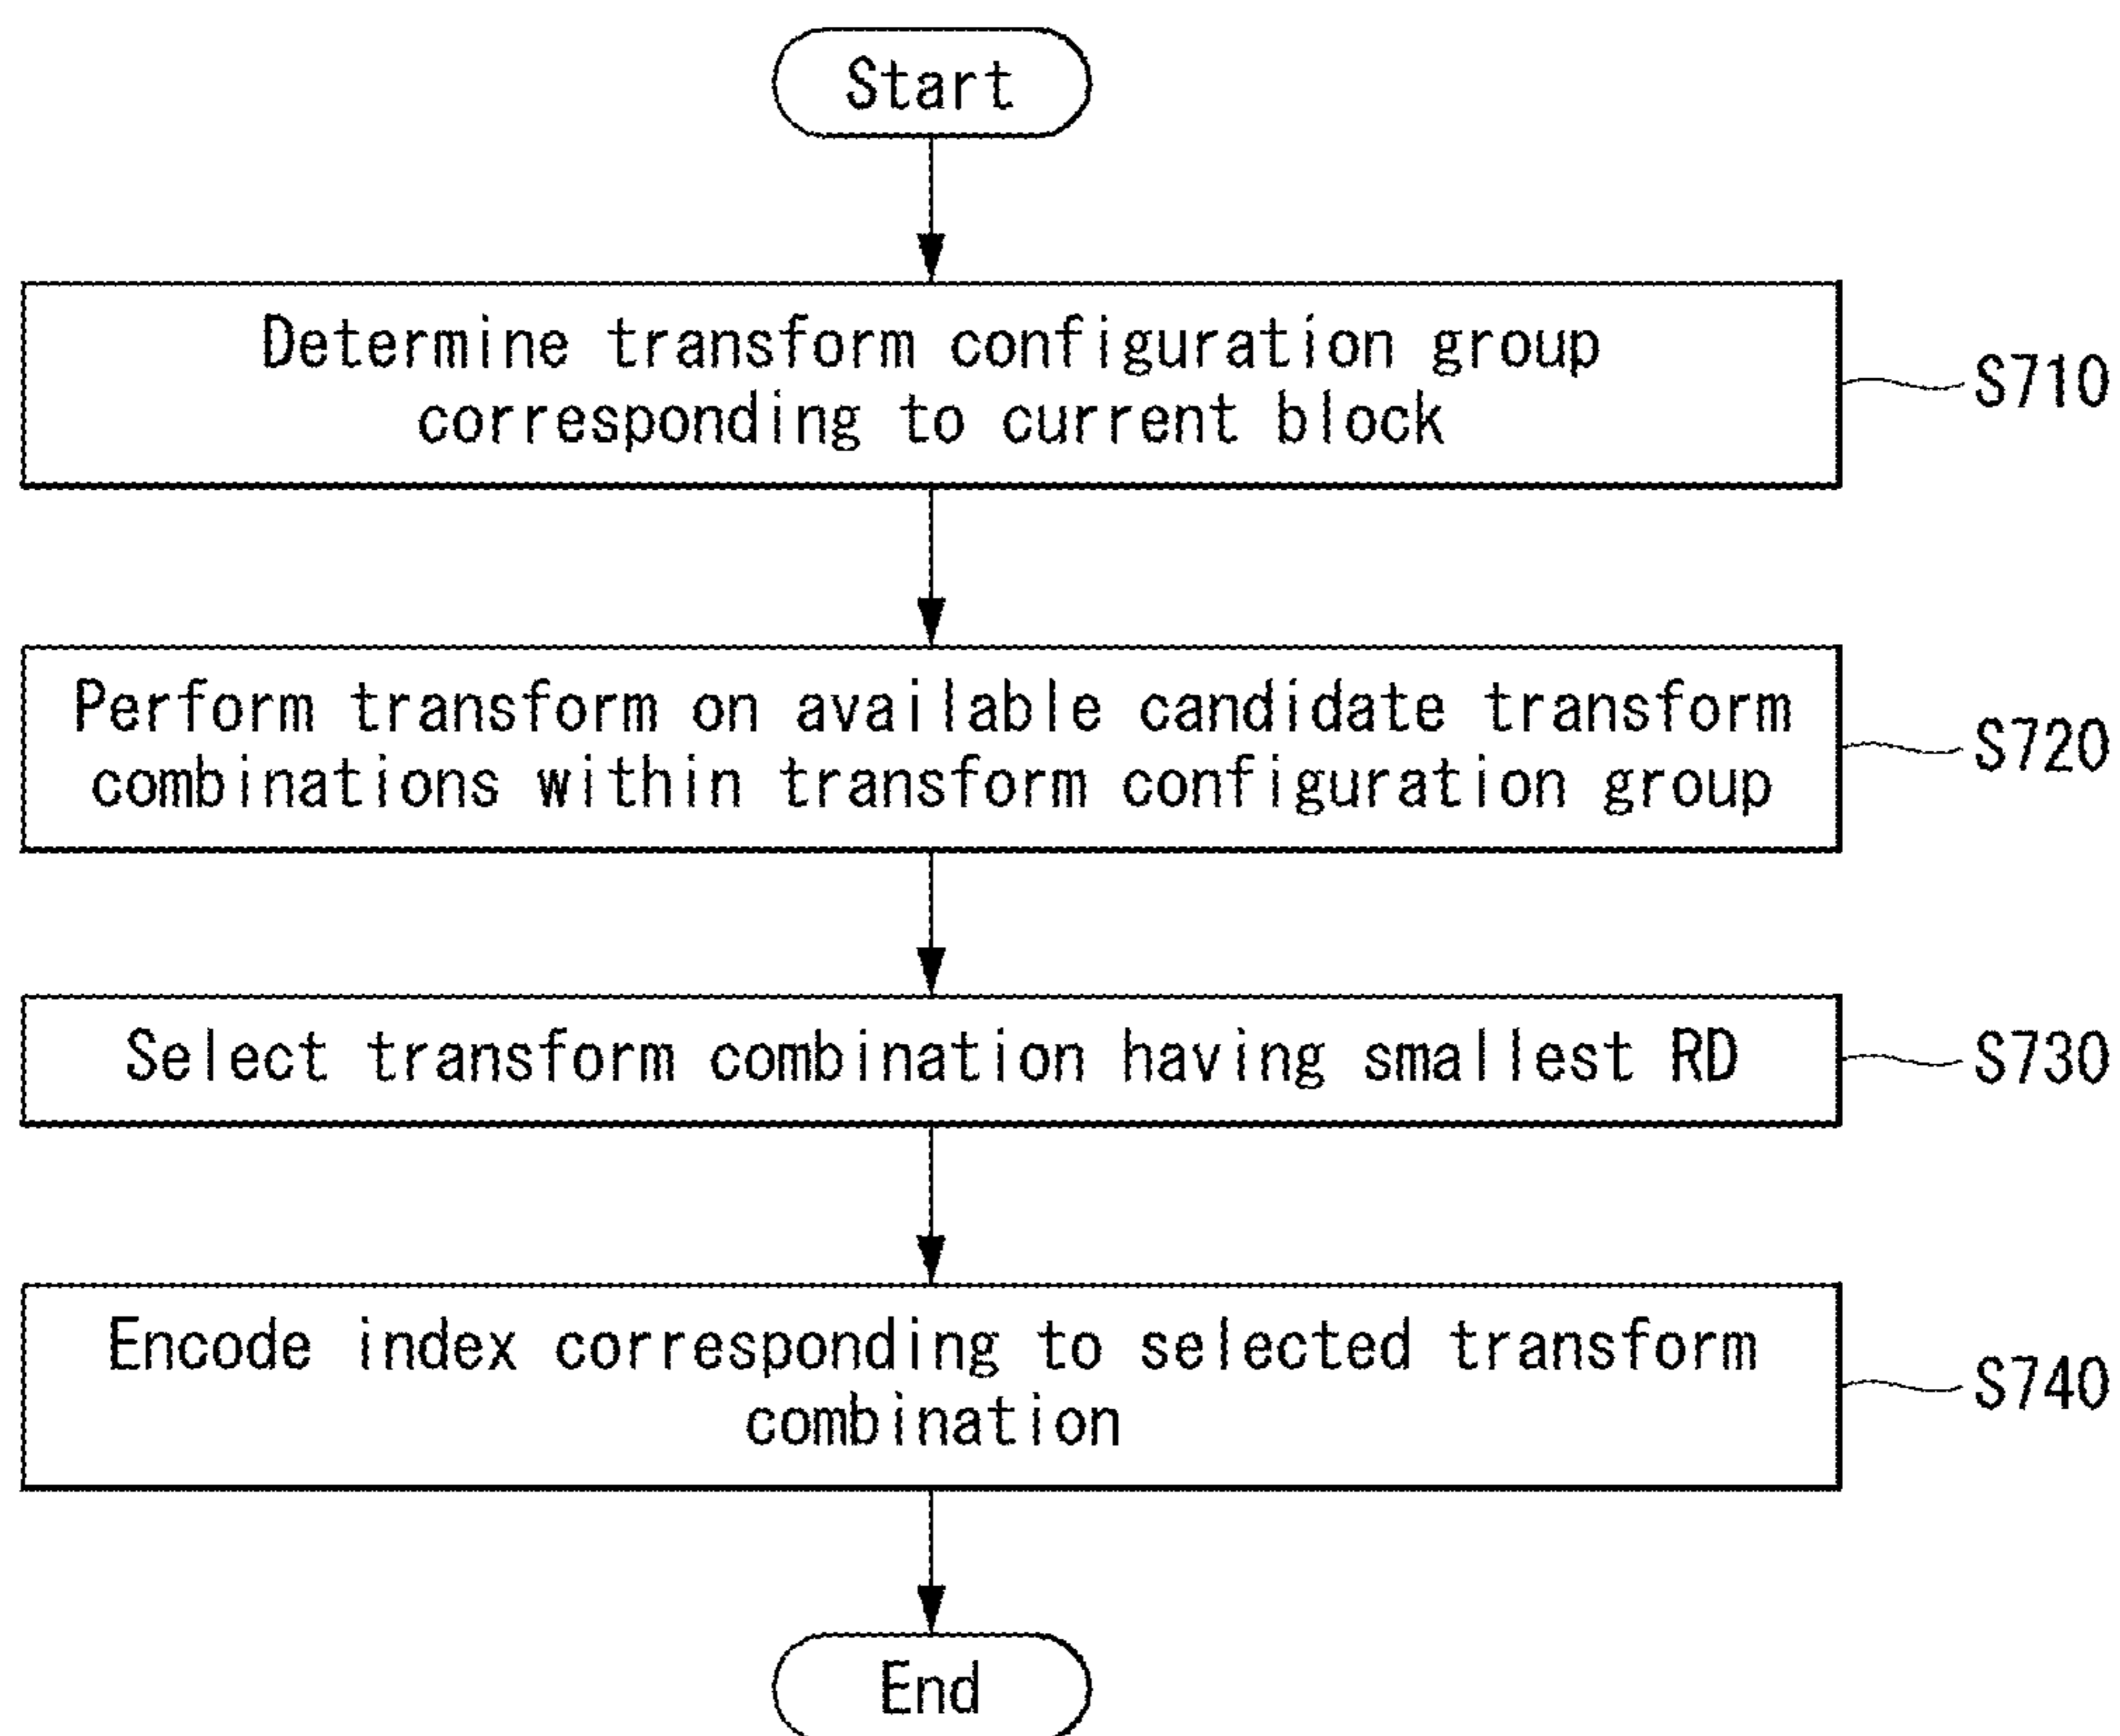 Start
Determine transform configuration group
corresponding to current block
S710
Perform transform on available candidate transform
combinations within transform configuration group
S720
Select transform combination having smallest RD
S730
Encode index corresponding to selected transform
combination
S740
End